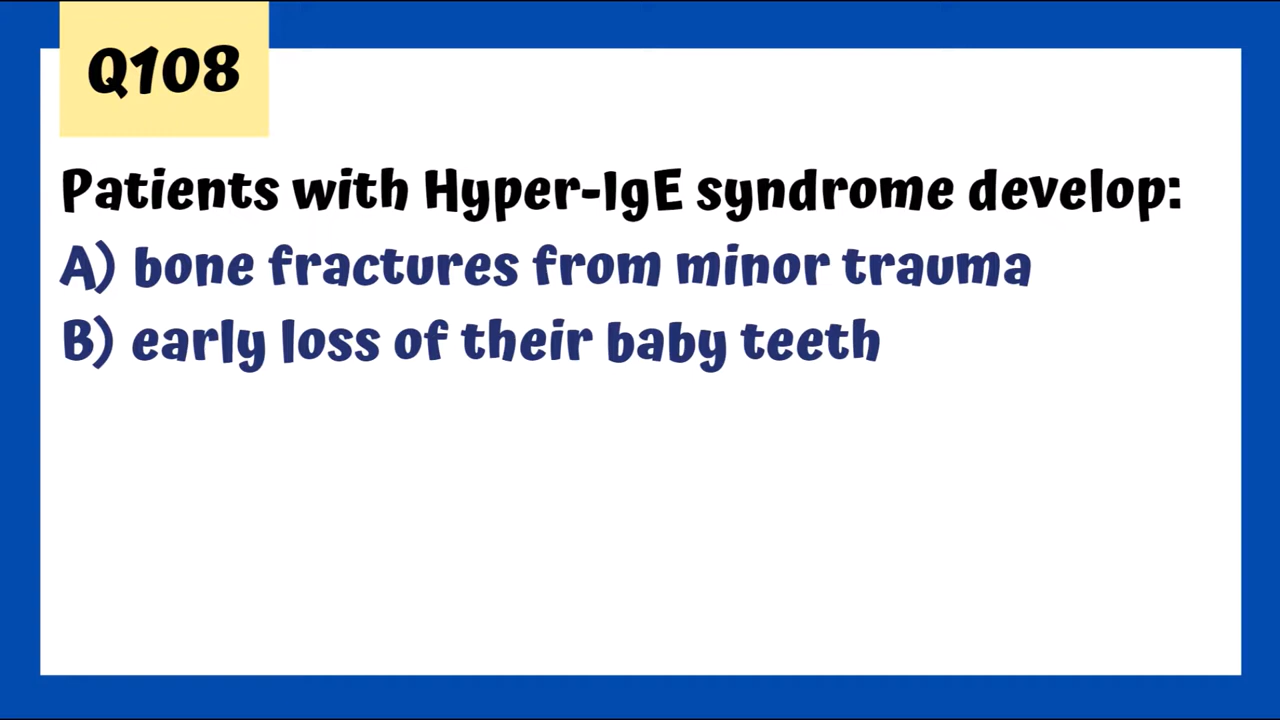 Q108
Patients with Hyper-IgE syndrome develop:
A) bone fractures from minor trauma
B) early loss of their baby teeth